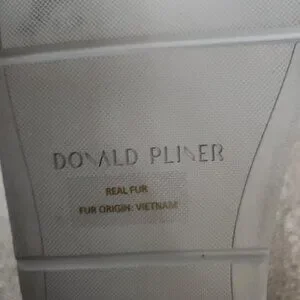 DONALD PLINER
REAL FUR
FUR ORIGIN: VIETNAM